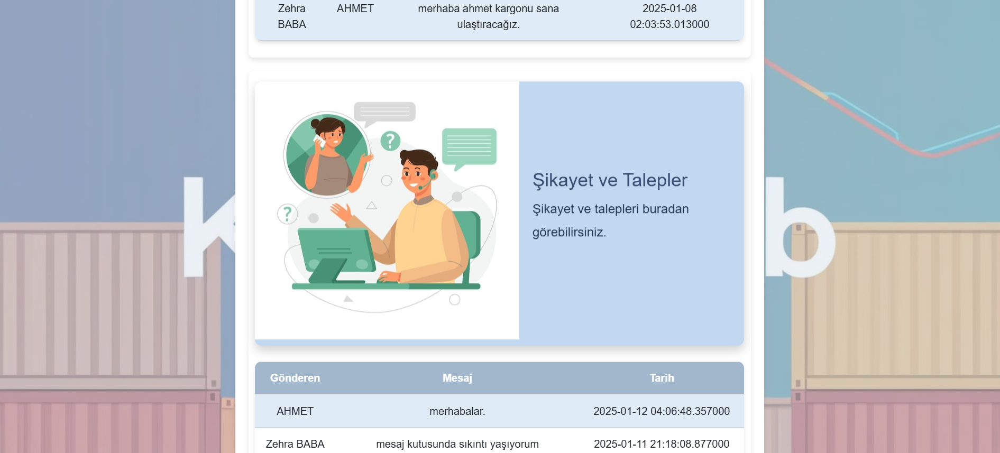 Zehra BABA AHMET merhaba ahmet kargonu sana ulaştıracağız. 2025-01-08 02:03:53.013000
K
b
?
?
Şikayet ve Talepler
Şikayet ve talepleri buradan
görebilirsiniz.
Gönderen Mesaj Tarih
AHMET merhabalar. 2025-01-12 04:06:48.357000
Zehra BABA mesaj kutusunda sıkıntı yaşıyorum 2025-01-11 21:18:08.877000